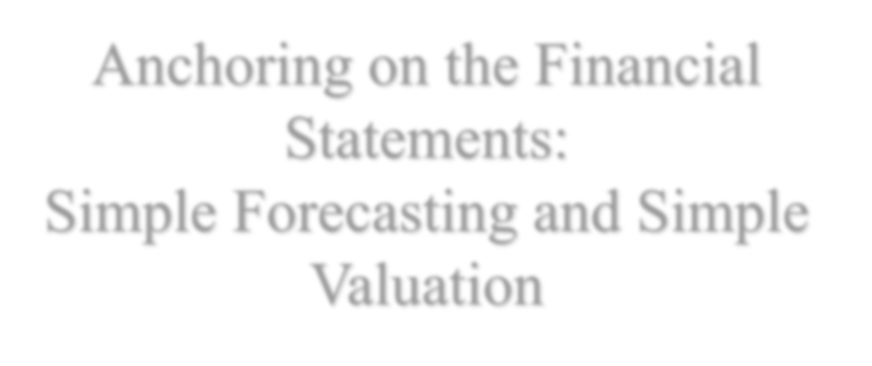 Anchoring on the Financial
Statements:
Simple Forecasting and Simple
Valuation